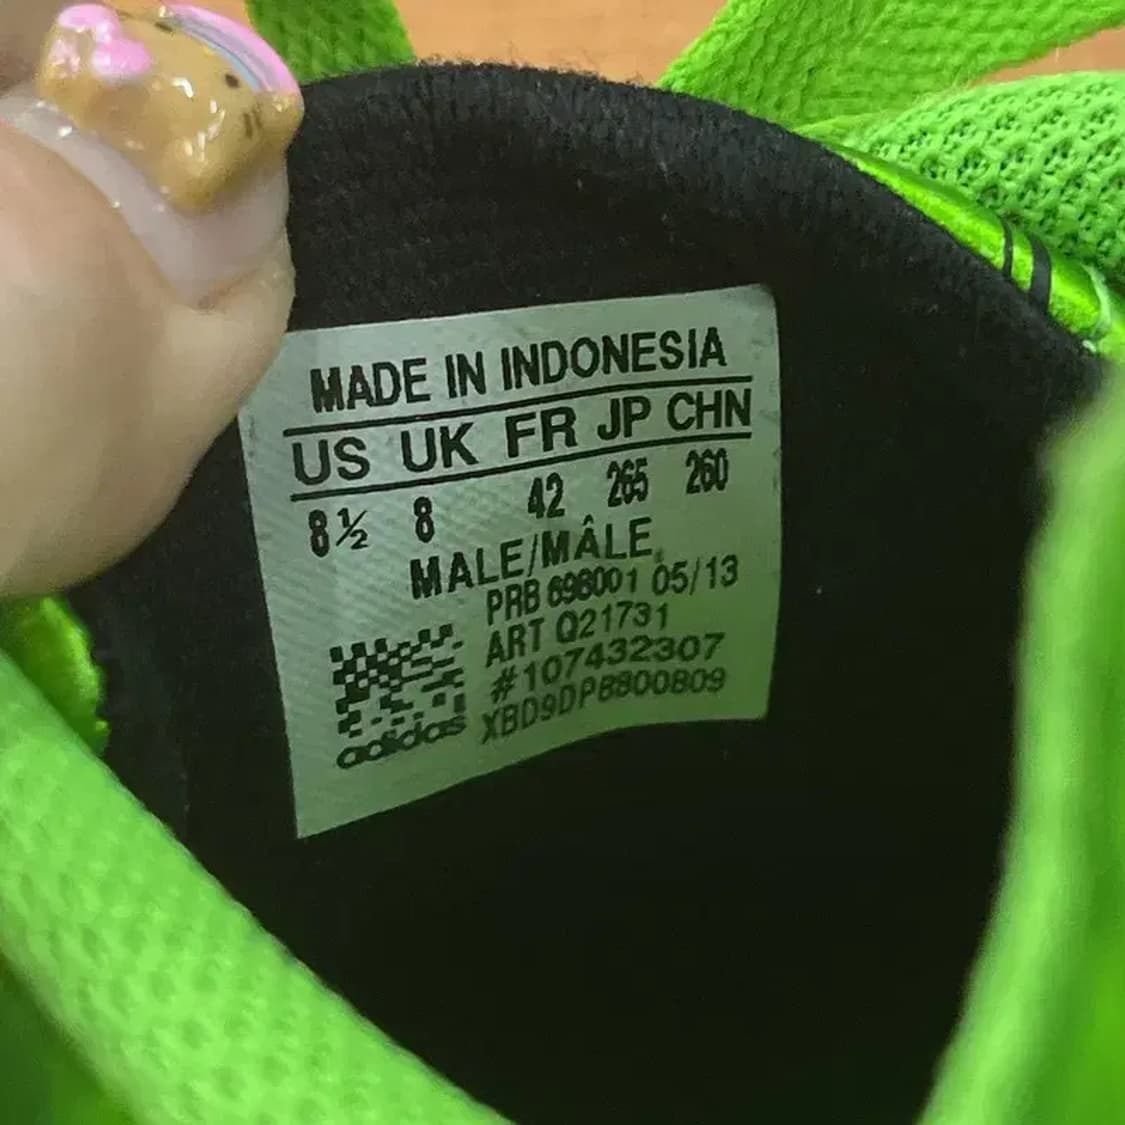 MADE IN INDONESIA
US UK FR JP CHN
8½ 8 42 265 260
MALE/MÂLE
PRB 698001 05/13
ART Q21731
#107432307
XBD9DP8800809
adidas